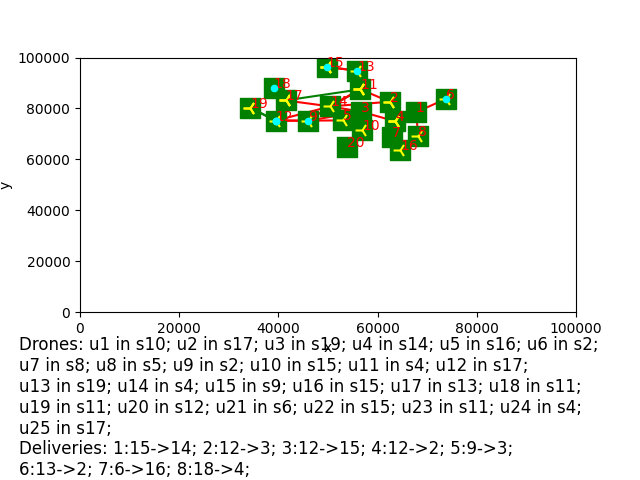 100000
80000
60000
40000
20000
0
y
0 20000 40000 60000 80000 100000
x
Drones: u1 in s10; u2 in s17; u3 in s19; u4 in s14; u5 in s16; u6 in s2;
u7 in s8; u8 in s5; u9 in s2; u10 in s15; u11 in s4; u12 in s17;
u13 in s19; u14 in s4; u15 in s9; u16 in s15; u17 in s13; u18 in s11;
u19 in s11; u20 in s12; u21 in s6; u22 in s15; u23 in s11; u24 in s4;
u25 in s17;
Deliveries: 1:15->14; 2:12->3; 3:12->15; 4:12->2; 5:9->3;
6:13->2; 7:6->16; 8:18->4;